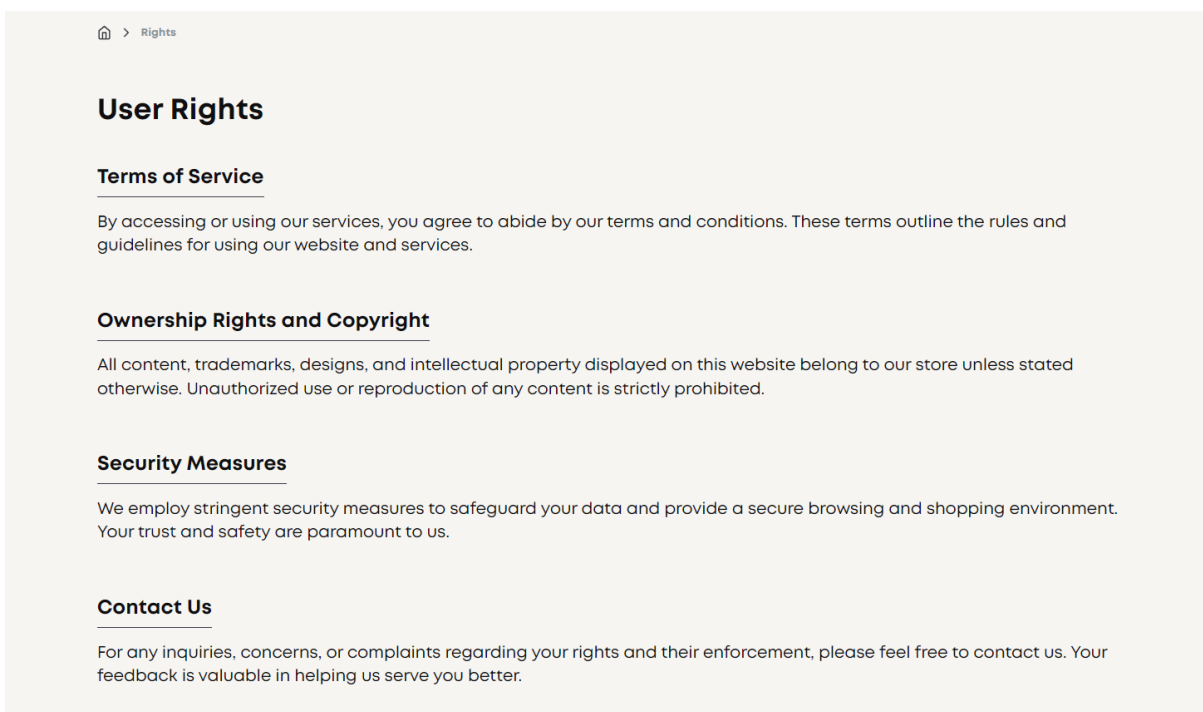 Rights
User Rights
Terms of Service
By accessing or using our services, you agree to abide by our terms and conditions. These terms outline the rules and
guidelines for using our website and services.
Ownership Rights and Copyright
All content, trademarks, designs, and intellectual property displayed on this website belong to our store unless stated
otherwise. Unauthorized use or reproduction of any content is strictly prohibited.
Security Measures
We employ stringent security measures to safeguard your data and provide a secure browsing and shopping environment.
Your trust and safety are paramount to us.
Contact Us
For any inquiries, concerns, or complaints regarding your rights and their enforcement, please feel free to contact us. Your
feedback is valuable in helping us serve you better.